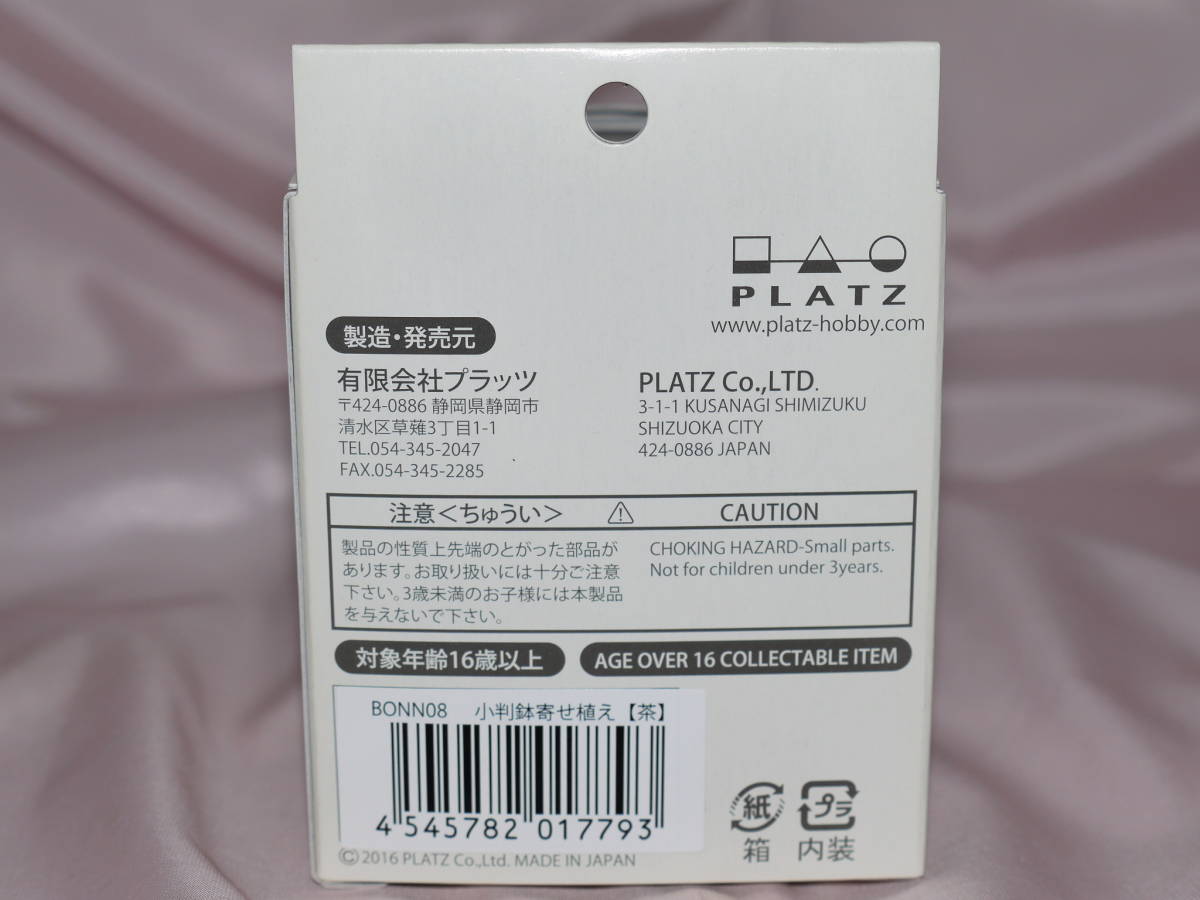 PLATZ
www.platz-hobby.com
製造・発売元
有限会社プラッツ
〒424-0886 静岡県静岡市
清水区草薙3丁目1-1
TEL.054-345-2047
FAX.054-345-2285
PLATZ Co.,LTD.
3-1-1 KUSANAGI SHIMIZUKU
SHIZUOKA CITY
424-0886 JAPAN
注意<ちゅうい>
CAUTION
製品の性質上先端のとがった部品が
あります。お取り扱いには十分ご注意
下さい。3歳未満のお子様には本製品
を与えないで下さい。
CHOKING HAZARD-Small parts.
Not for children under 3years.
対象年齢16歳以上
AGE OVER 16 COLLECTABLE ITEM
BONN08 小判鉢寄せ植え【茶】
4 545782 017793
©2016 PLATZ Co.,Ltd. MADE IN JAPAN
紙
箱
プラ
内装